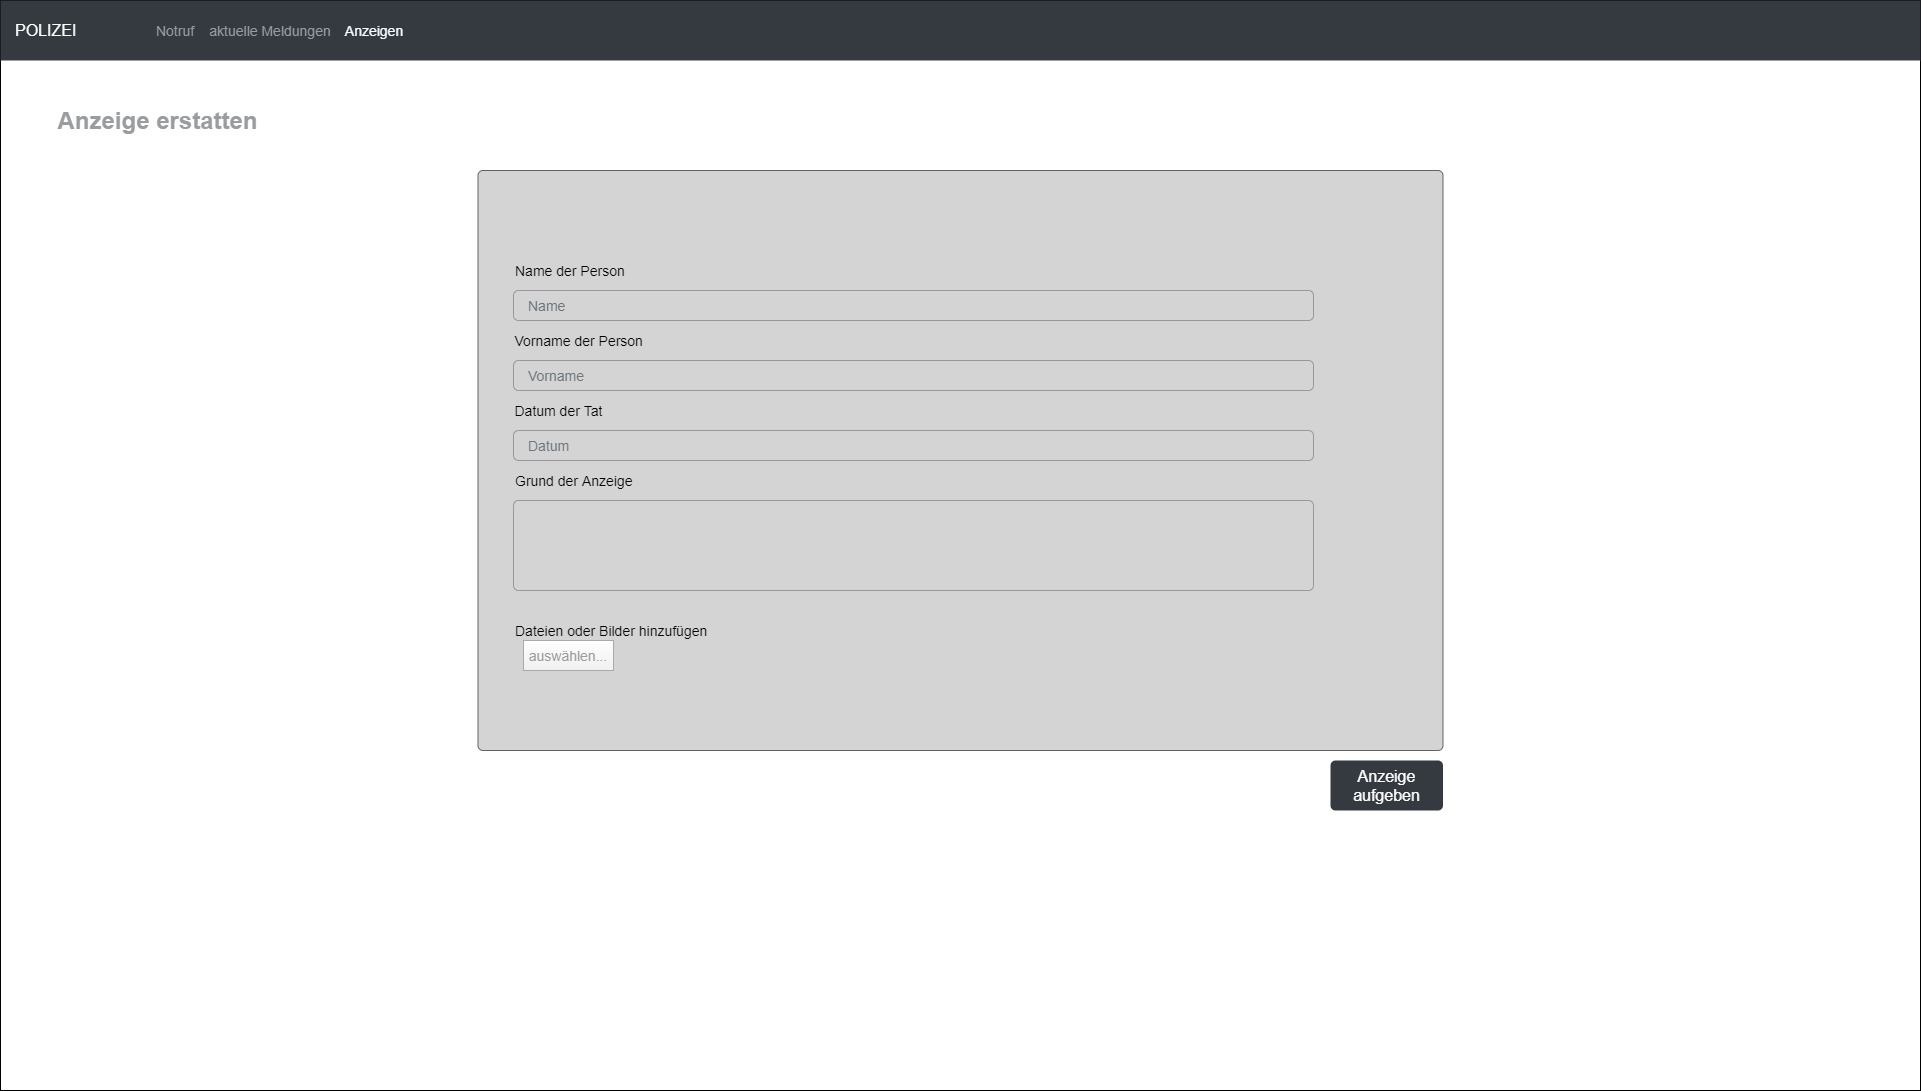 POLIZEI Notruf aktuelle Meldungen Anzeigen
Anzeige erstatten
Name der Person
Name
Vorname der Person
Vorname
Datum der Tat
Datum
Grund der Anzeige
Dateien oder Bilder hinzufügen
auswählen...
Anzeige
aufgeben